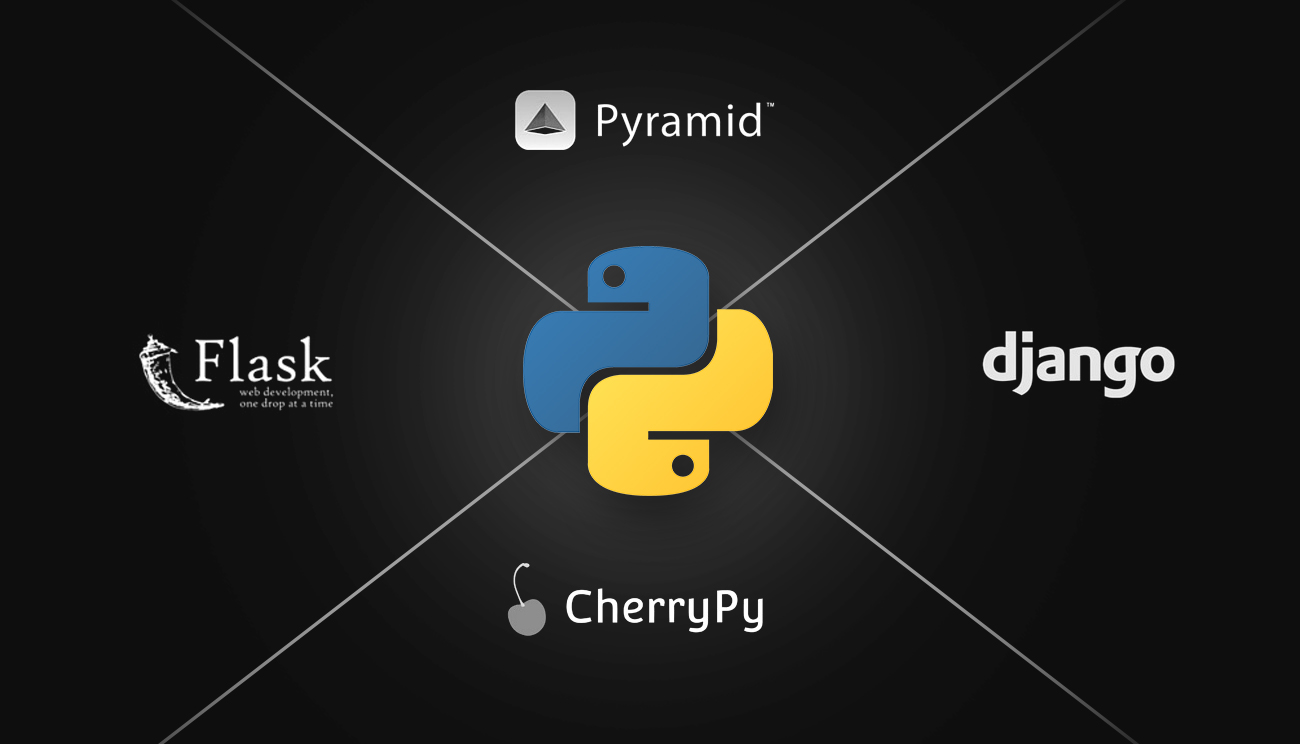 Pyramid™
Flask
web development,
one drop at a time
django
CherryPy